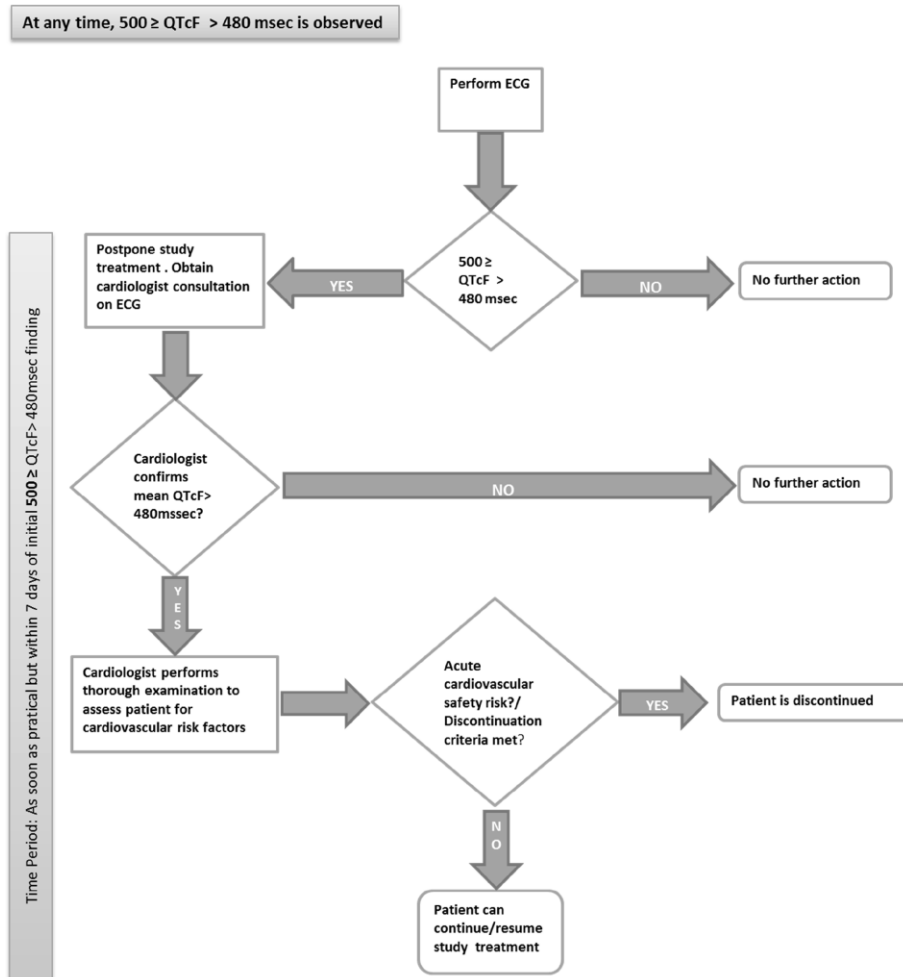 At any time, 500 ≥ QTcF > 480 msec is observed
Perform ECG
500 ≥
QTcF >
480 msec
YES
NO
No further action
Postpone study
treatment . Obtain
cardiologist consultation
on ECG
Time Period: As soon as pratical but within 7 days of initial 500 ≥ QTcF> 480msec finding
Cardiologist
confirms
mean QTcF>
480mssec?
NO
No further action
Y
E
S
Cardiologist performs
thorough examination to
assess patient for
cardiovascular risk factors
Acute
cardiovascular
safety risk?/
Discontinuation
criteria met?
YES
Patient is discontinued
N
O
Patient can
continue/resume
study treatment